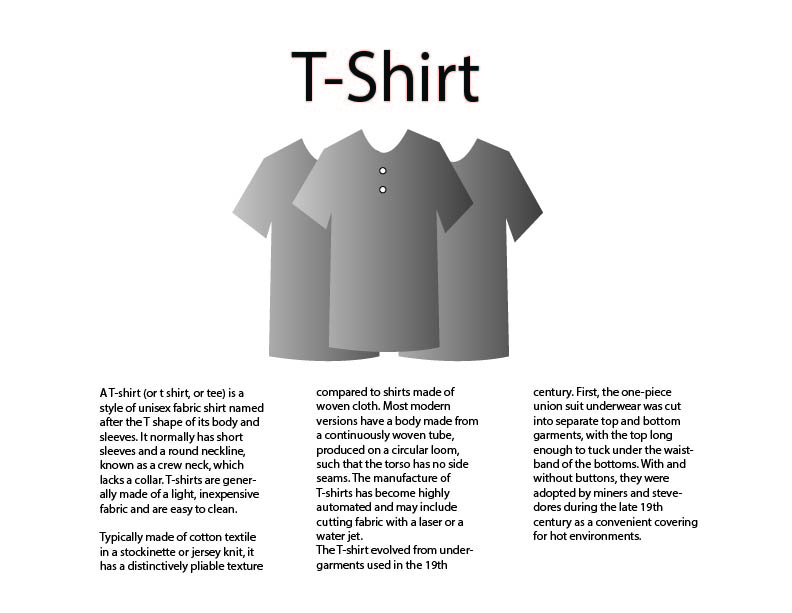 T-Shirt
A T-shirt (or t shirt, or tee) is a
style of unisex fabric shirt named
after the T shape of its body and
sleeves. It normally has short
sleeves and a round neckline,
known as a crew neck, which
lacks a collar. T-shirts are gener-
ally made of a light, inexpensive
fabric and are easy to clean.
Typically made of cotton textile
in a stockinette or jersey knit, it
has a distinctively pliable texture
compared to shirts made of
woven cloth. Most modern
versions have a body made from
a continuously woven tube,
produced on a circular loom,
such that the torso has no side
seams. The manufacture of
T-shirts has become highly
automated and may include
cutting fabric with a laser or a
water jet.
The T-shirt evolved from under-
garments used in the 19th
century. First, the one-piece
union suit underwear was cut
into separate top and bottom
garments, with the top long
enough to tuck under the waist-
band of the bottoms. With and
without buttons, they were
adopted by miners and steve-
dores during the late 19th
century as a convenient covering
for hot environments.